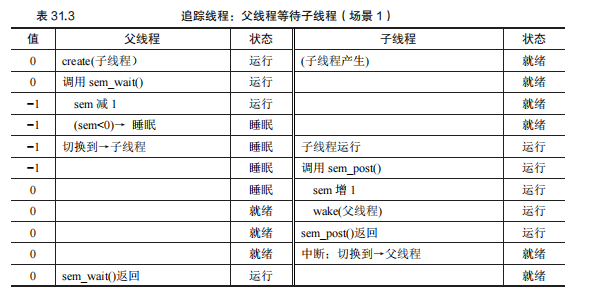 表 31.3 追踪线程：父线程等待子线程（场景 1）
值 父线程 状态 子线程 状态
0 create(子线程） 运行 (子线程产生) 就绪
0 调用 sem_wait() 运行 就绪
−1 sem 减 1 运行 就绪
−1 (sem<0)→ 睡眠 睡眠 就绪
−1 切换到→子线程 睡眠 子线程运行 运行
−1 睡眠 调用 sem_post() 运行
0 睡眠 sem 增 1 运行
0 就绪 wake(父线程) 运行
0 就绪 sem_post()返回 运行
0 就绪 中断；切换到→父线程 就绪
0 sem_wait()返回 运行 就绪